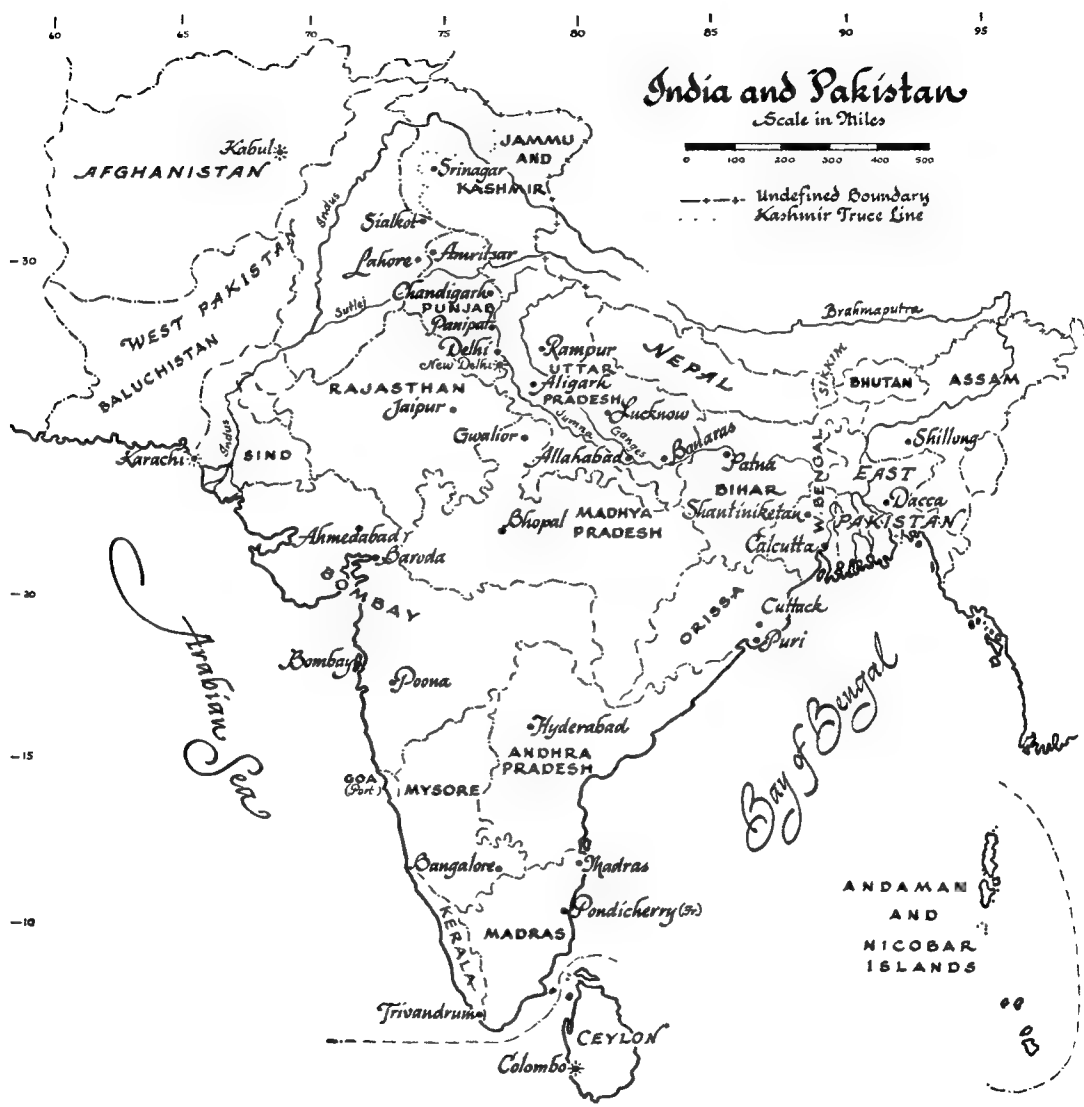 60 65 70 75 80 85 90 95
India and Pakistan
Scale in Miles
0 100 200 300 400 500
Undefined Boundary
Kashmir Truce Line
JAMMU
AND
KASHMIR
Kabul
AFGHANISTAN
Srinagar
Indus
Sialkot
30
Lahore
Amritsar
WEST PAKISTAN
Chandigarh
PUNJAB
Sutlej
Panipat
Brahmaputra
BALUCHISTAN
Delhi
New Delhi
Rampur
UTTAR
PRADESH
NEPAL
SIKKIM
BHUTAN
ASSAM
RAJASTHAN
Aligark
Jaipur
Lucknow
Jumna
Ganges
Gwalior
Banaras
Shillong
Karachi
Indus
SIND
Allahabad
Patna
BIHAR
W. BENGAL
EAST
PAKISTAN
Dacca
Bhopal
MADHYA
PRADESH
Shantiniketan
Ahmedabad
Calcutta
Baroda
20
BOMBAY
ORISSA
Cuttack
Puri
Arabian Sea
Bombay
Poona
Bay of Bengal
Hyderabad
ANDHRA
PRADESH
15
GOA
(Port.)
MYSORE
Bangalore
Madras
ANDAMAN
AND
NICOBAR
ISLANDS
10
KERALA
MADRAS
Pondicherry (Fr.)
Trivandrum
CEYLON
Colombo